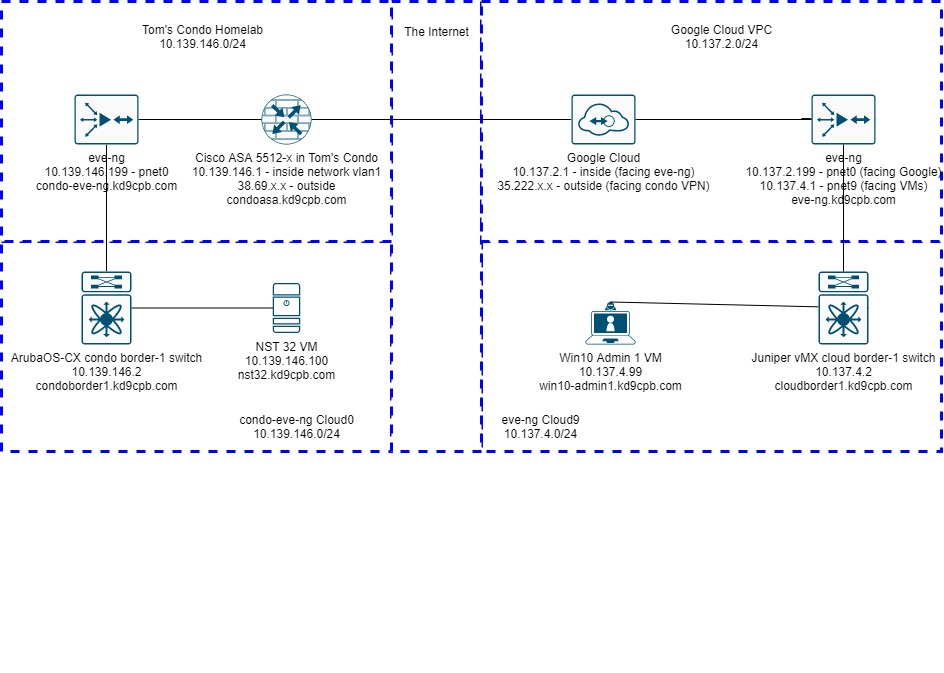 Tom's Condo Homelab
10.139.146.0/24
The Internet
Google Cloud VPC
10.137.2.0/24
eve-ng
10.139.146.199 - pnet0
condo-eve-ng.kd9cpb.com
Cisco ASA 5512-x in Tom's Condo
10.139.146.1 - inside network vlan1
38.69.x.x - outside
condoasa.kd9cpb.com
Google Cloud
10.137.2.1 - inside (facing eve-ng)
35.222.x.x - outside (facing condo VPN)
eve-ng
10.137.2.199 - pnet0 (facing Google)
10.137.4.1 - pnet9 (facing VMs)
eve-ng.kd9cpb.com
ArubaOS-CX condo border-1 switch
10.139.146.2
condoborder1.kd9cpb.com
NST 32 VM
10.139.146.100
nst32.kd9cpb.com
Win10 Admin 1 VM
10.137.4.99
win10-admin1.kd9cpb.com
Juniper vMX cloud border-1 switch
10.137.4.2
cloudborder1.kd9cpb.com
condo-eve-ng Cloud0
10.139.146.0/24
eve-ng Cloud9
10.137.4.0/24